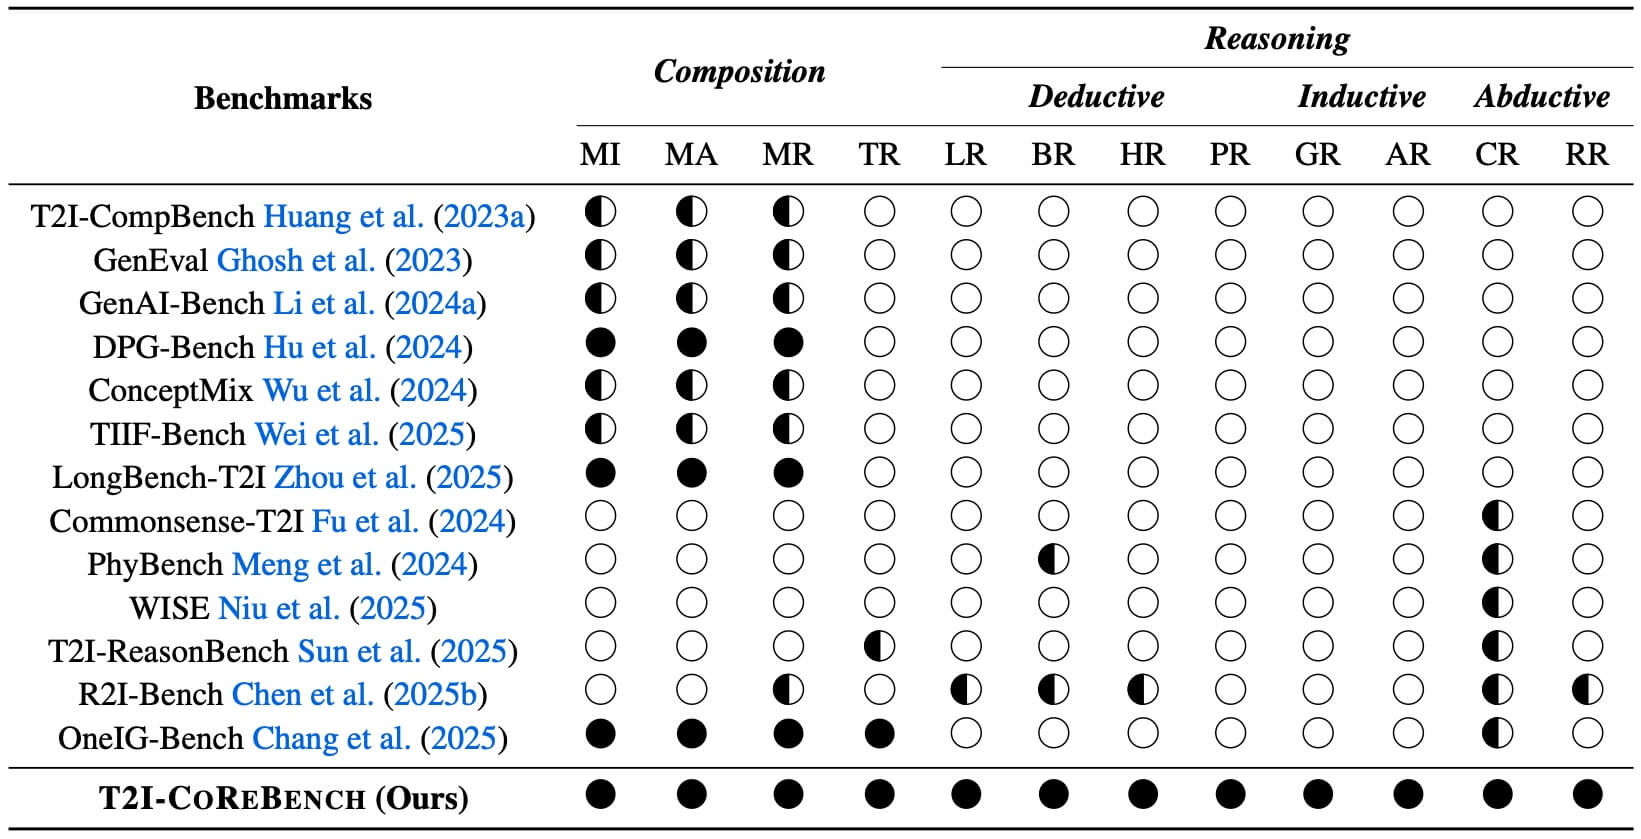 Reasoning
Composition
Benchmarks
Deductive Inductive Abductive
MI MA MR TR LR BR HR PR GR AR CR RR
T2I-CompBench Huang et al. (2023a) ◐ ◐ ◐ ○ ○ ○ ○ ○ ○ ○ ○ ○
GenEval Ghosh et al. (2023) ◐ ◐ ◐ ○ ○ ○ ○ ○ ○ ○ ○ ○
GenAI-Bench Li et al. (2024a) ◐ ◐ ◐ ○ ○ ○ ○ ○ ○ ○ ○ ○
DPG-Bench Hu et al. (2024) ● ● ● ○ ○ ○ ○ ○ ○ ○ ○ ○
ConceptMix Wu et al. (2024) ◐ ◐ ◐ ○ ○ ○ ○ ○ ○ ○ ○ ○
TIIF-Bench Wei et al. (2025) ◐ ◐ ◐ ○ ○ ○ ○ ○ ○ ○ ○ ○
LongBench-T2I Zhou et al. (2025) ● ● ● ○ ○ ○ ○ ○ ○ ○ ○ ○
Commonsense-T2I Fu et al. (2024) ○ ○ ○ ○ ○ ○ ○ ○ ○ ○ ◐ ○
PhyBench Meng et al. (2024) ○ ○ ○ ○ ○ ◐ ○ ○ ○ ○ ◐ ○
WISE Niu et al. (2025) ○ ○ ○ ○ ○ ○ ○ ○ ○ ○ ◐ ○
T2I-ReasonBench Sun et al. (2025) ○ ○ ○ ◐ ○ ○ ○ ○ ○ ○ ◐ ○
R2I-Bench Chen et al. (2025b) ○ ○ ◐ ○ ◐ ◐ ◐ ○ ○ ○ ◐ ◐
OneIG-Bench Chang et al. (2025) ● ● ● ● ○ ○ ○ ○ ○ ○ ◐ ○
T2I-COREBENCH (Ours) ● ● ● ● ● ● ● ● ● ● ● ●